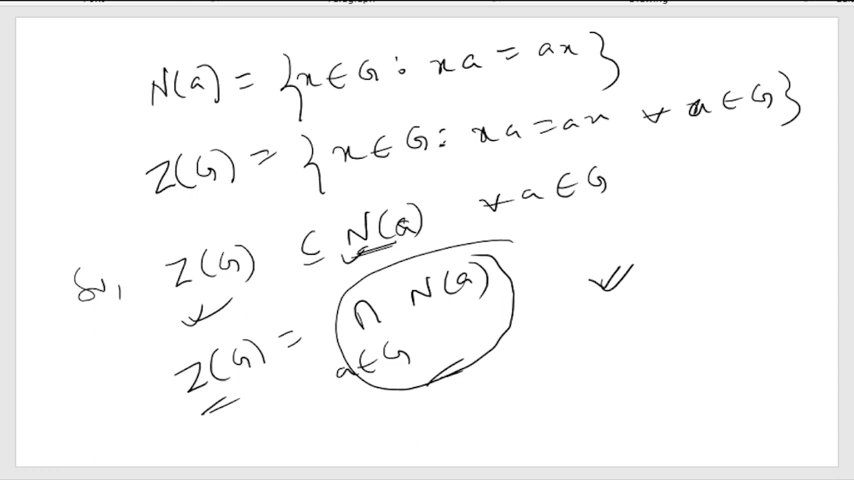 N(a) = {x ∈ G : xa = ax}
Z(G) = {x ∈ G : xa = ax ∀ a ∈ G}
So, Z(G) ⊆ N(a) ∀ a ∈ G
Z(G) = ∩ N(a)
a ∈ G